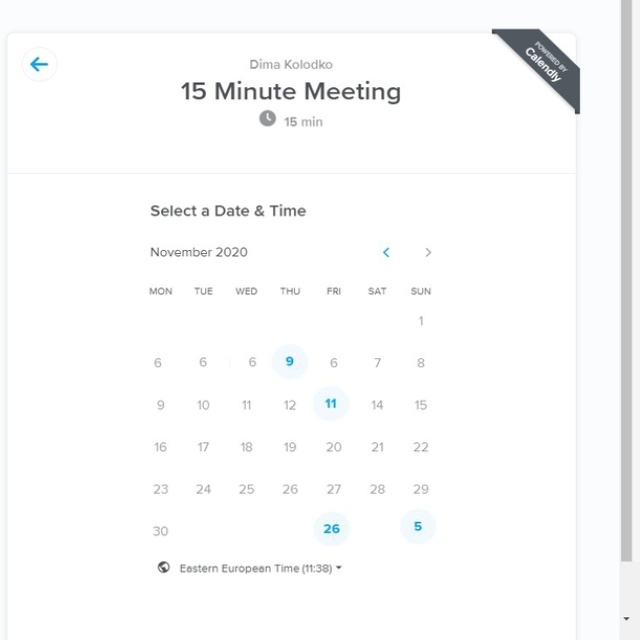 POWERED BY
Calendly
Dima Kolodko
15 Minute Meeting
15 min
Select a Date & Time
November 2020
MON TUE WED THU FRI SAT SUN
1
6 6 6 9 6 7 8
9 10 11 12 11 14 15
16 17 18 19 20 21 22
23 24 25 26 27 28 29
30 26 5
Eastern European Time (11:38)